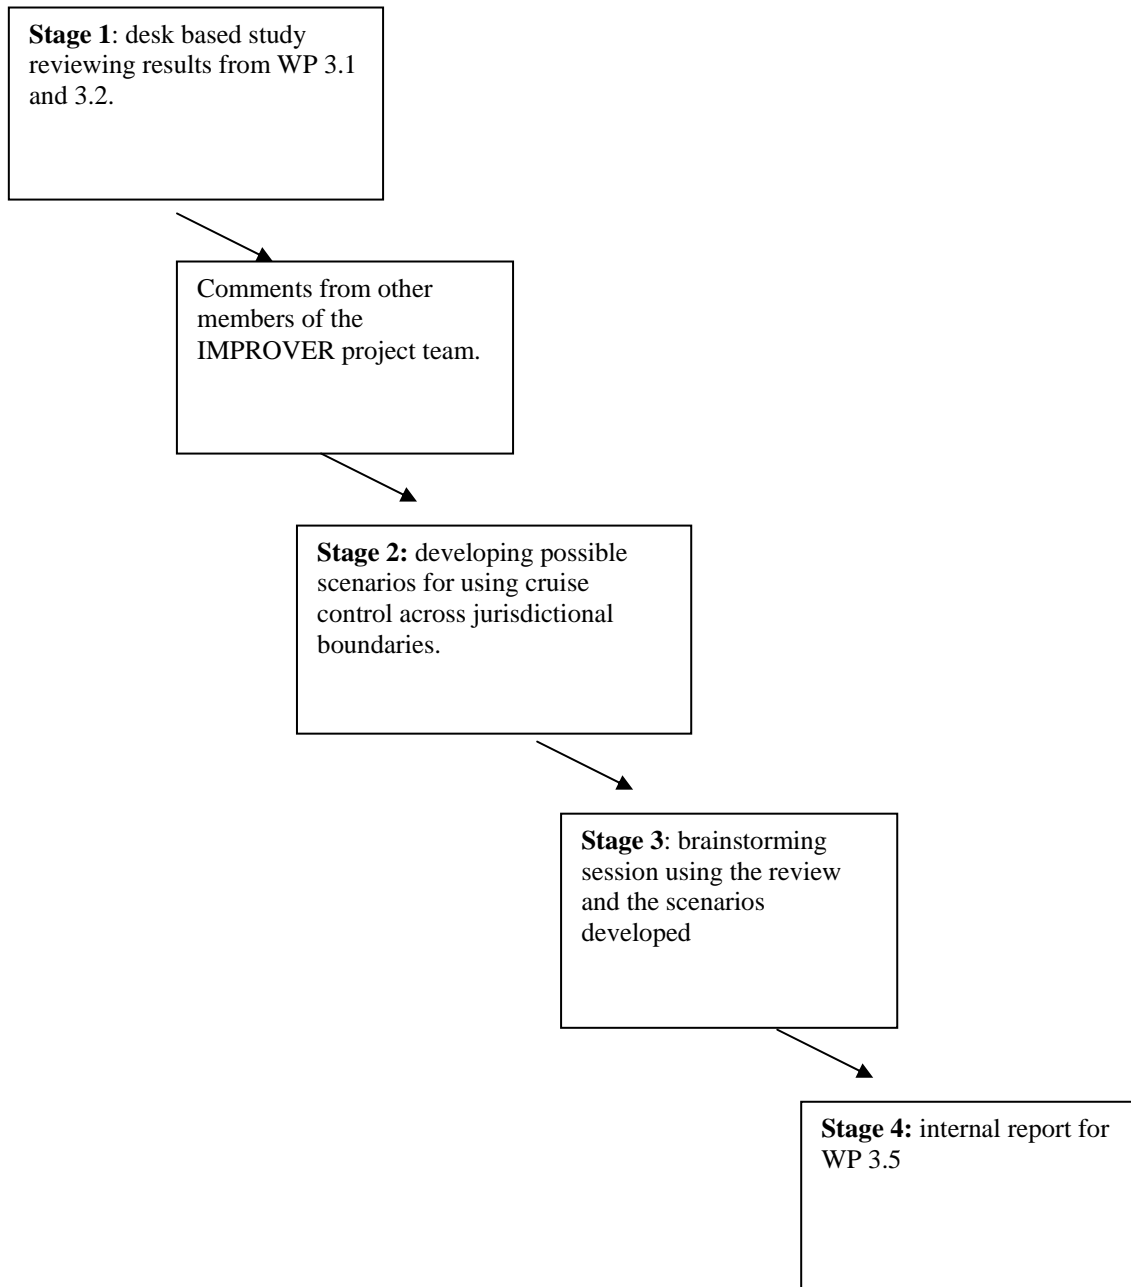 Stage 1: desk based study
reviewing results from WP 3.1
and 3.2.
Comments from other
members of the
IMPROVER project team.
Stage 2: developing possible
scenarios for using cruise
control across jurisdictional
boundaries.
Stage 3: brainstorming
session using the review
and the scenarios
developed
Stage 4: internal report for
WP 3.5